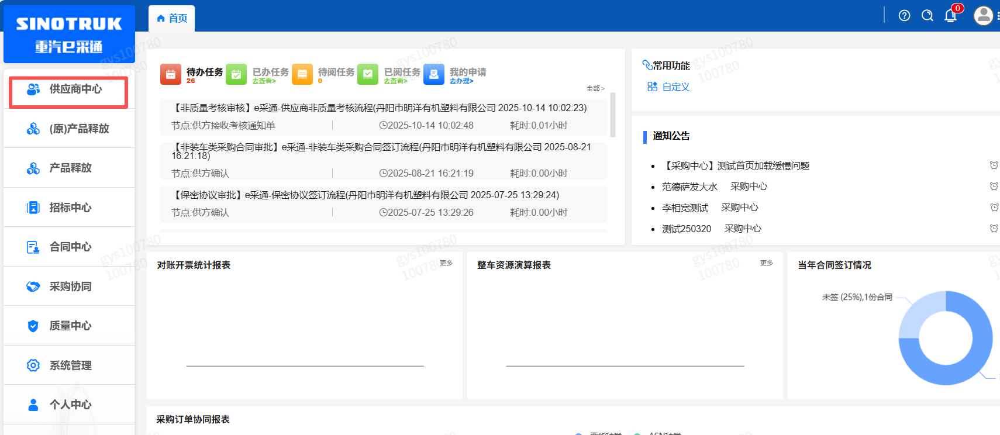 SINOTRUK
重汽e采通
首页
0
供应商中心
(原)产品释放
产品释放
招标中心
合同中心
采购协同
质量中心
系统管理
个人中心
待办任务
26
已办任务
去查看>
待阅任务
0
已阅任务
去查看>
我的申请
去办理>
全部 >
【非质量考核审核】e采通-供应商非质量考核流程(丹阳市明洋有机塑料有限公司 2025-10-14 10:02:23)
节点:供方接收考核通知单
2025-10-14 10:02:48
耗时:0.01小时
【非装车类采购合同审批】e采通-非装车类采购合同签订流程(丹阳市明洋有机塑料有限公司 2025-08-21
16:21:18)
节点:供方确认
2025-08-21 16:21:19
耗时:0.00小时
【保密协议审批】e采通-保密协议签订流程(丹阳市明洋有机塑料有限公司 2025-07-25 13:29:24)
节点:供方确认
2025-07-25 13:29:26
耗时:0.00小时
常用功能
自定义
通知公告
【采购中心】测试首页加载缓慢问题
范德萨发大水 采购中心
李相宽测试 采购中心
测试250320 采购中心
对账开票统计报表
更多
整车资源演算报表
更多
当年合同签订情况
未签 (25%),1份合同
采购订单协同报表
gys100780
100780
gys100780
100780
gys100780
100780
gys100780
100780
gys100780
100780
gys100780
100780